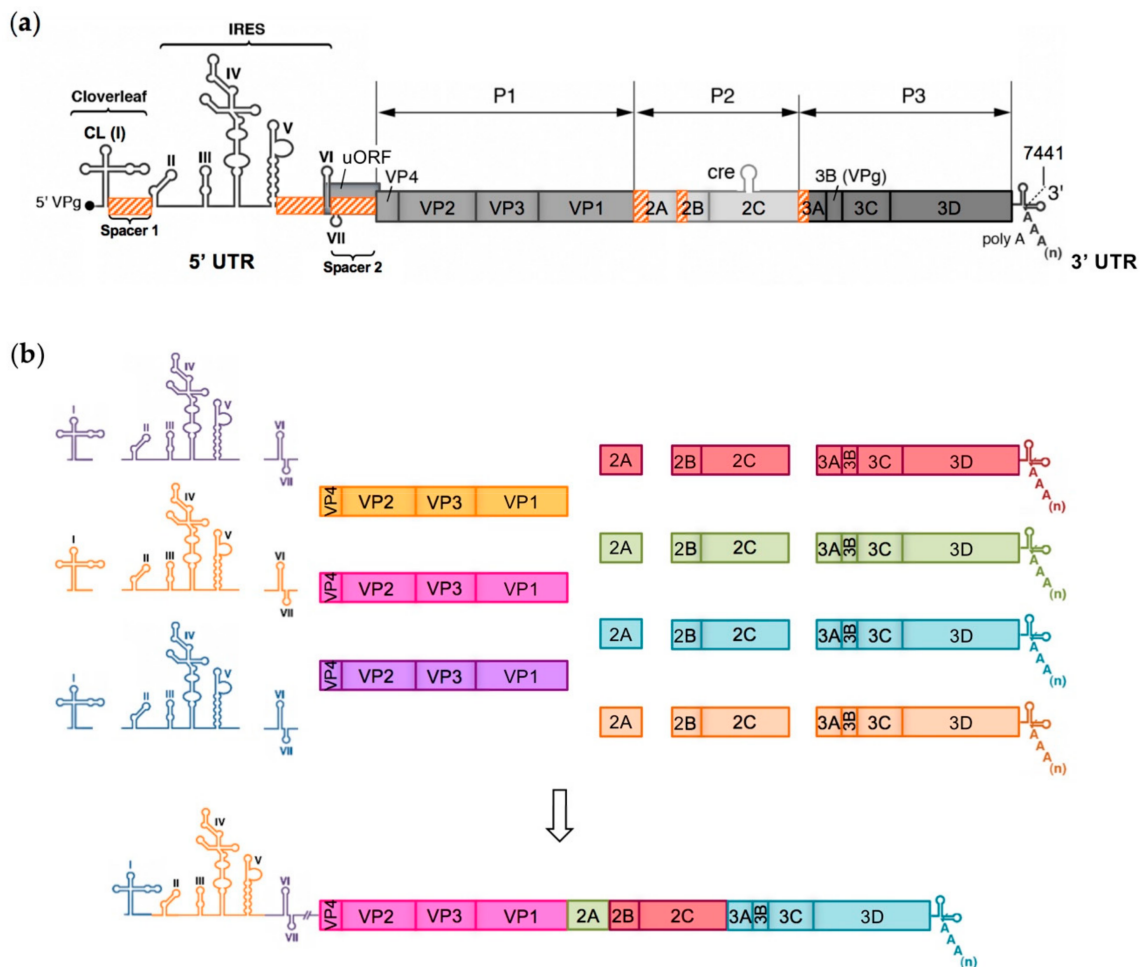 (a)
IRES
Cloverleaf
CL (I)
II
III
IV
V
VI
uORF
VP4
P1
P2
P3
cre
3B (VPg)
7441
5' VPg
VP2
VP3
VP1
2A
2B
2C
3A
3C
3D
3'
Spacer 1
VII
Spacer 2
poly A
A
A
A
(n)
5' UTR
3' UTR
(b)
I
II
III
IV
V
VI
VII
2A
2B
2C
3A
3B
3C
3D
A
A
A
(n)
VP4
VP2
VP3
VP1
I
II
III
IV
V
VI
VII
2A
2B
2C
3A
3B
3C
3D
A
A
A
(n)
VP4
VP2
VP3
VP1
I
II
III
IV
V
VI
VII
2A
2B
2C
3A
3B
3C
3D
A
A
A
(n)
VP4
VP2
VP3
VP1
2A
2B
2C
3A
3B
3C
3D
A
A
A
(n)
I
II
III
IV
V
VI
VII
VP4
VP2
VP3
VP1
2A
2B
2C
3A
3B
3C
3D
A
A
A
(n)